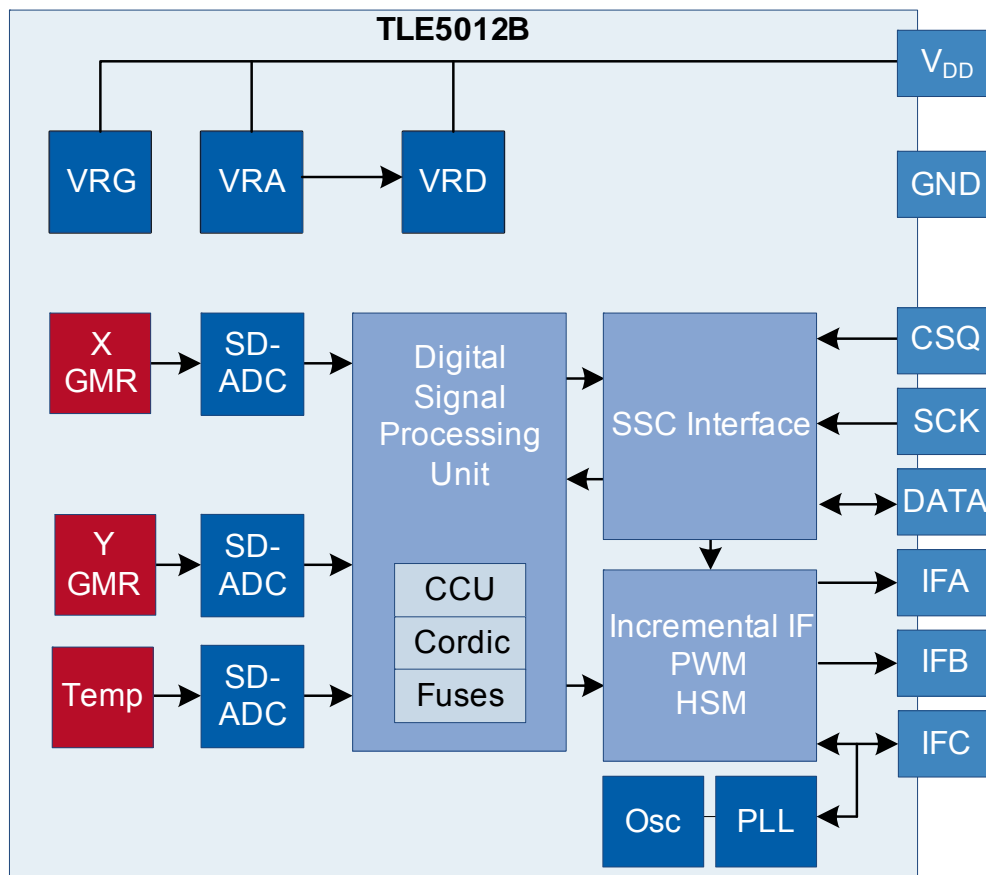 TLE5012B
VDD
VRG
VRA
VRD
GND
X
GMR
SD-
ADC
Digital
Signal
Processing
Unit
SSC Interface
CSQ
SCK
DATA
Y
GMR
SD-
ADC
CCU
Cordic
Fuses
Incremental IF
PWM
HSM
IFA
IFB
IFC
Temp
SD-
ADC
Osc
PLL